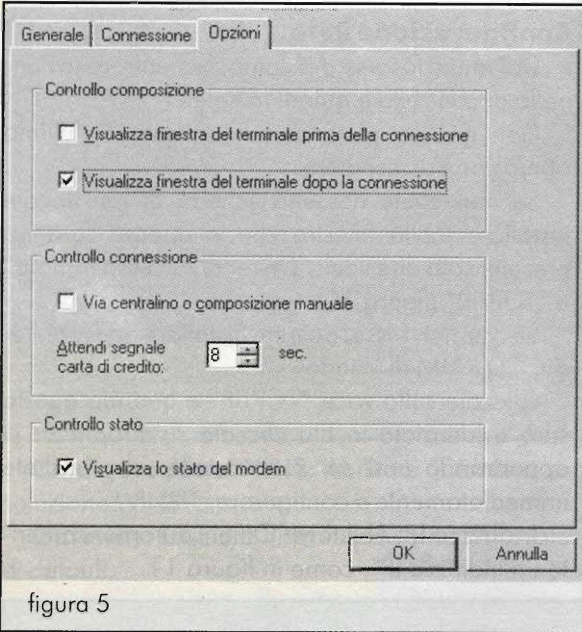 Generale Connessione Opzioni
Controllo composizione
Visualizza finestra del terminale prima della connessione
Visualizza finestra del terminale dopo la connessione
Controllo connessione
Via centralino o composizione manuale
Attendi segnale
carta di credito: 8 sec.
Controllo stato
Visualizza lo stato del modem
OK Annulla
figura 5